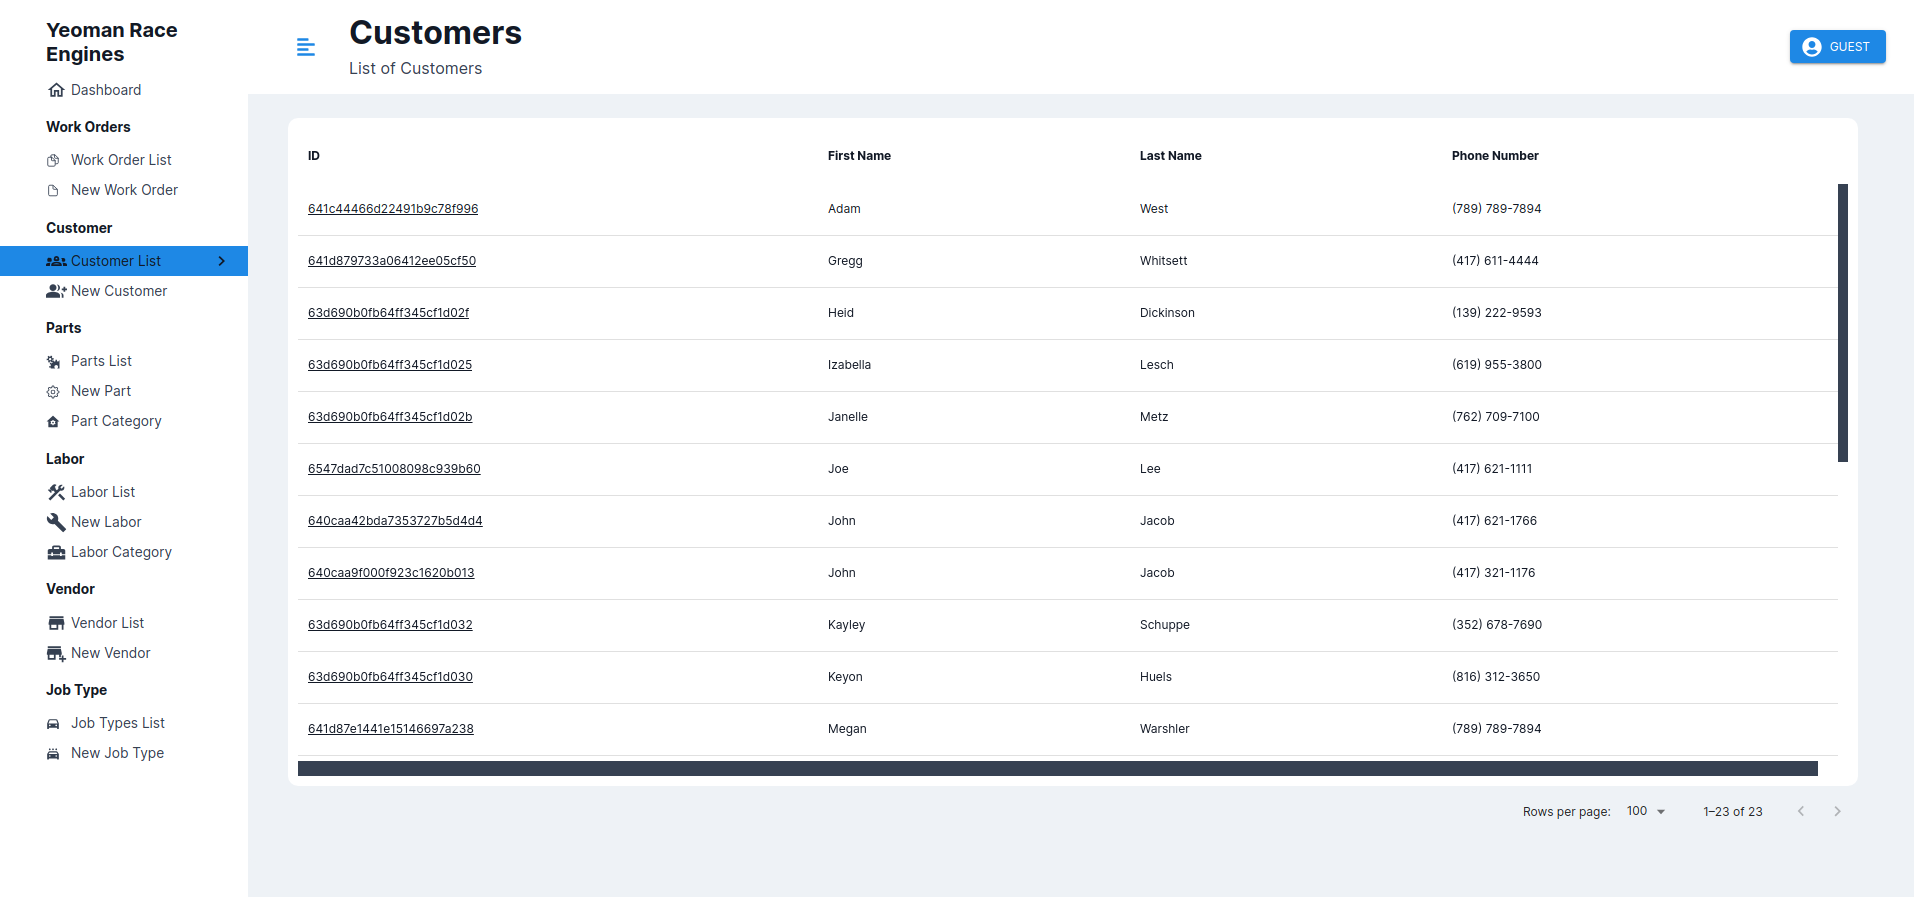 Yeoman Race
Engines
Dashboard
Work Orders
Work Order List
New Work Order
Customer
Customer List
New Customer
Parts
Parts List
New Part
Part Category
Labor
Labor List
New Labor
Labor Category
Vendor
Vendor List
New Vendor
Job Type
Job Types List
New Job Type
Customers
List of Customers
GUEST
ID First Name Last Name Phone Number
641c44466d22491b9c78f996 Adam West (789) 789-7894
641d879733a06412ee05cf50 Gregg Whitsett (417) 611-4444
63d690b0fb64ff345cf1d02f Heid Dickinson (139) 222-9593
63d690b0fb64ff345cf1d025 Izabella Lesch (619) 955-3800
63d690b0fb64ff345cf1d02b Janelle Metz (762) 709-7100
6547dad7c51008098c939b60 Joe Lee (417) 621-1111
640caa42bda7353727b5d4d4 John Jacob (417) 621-1766
640caa9f000f923c1620b013 John Jacob (417) 321-1176
63d690b0fb64ff345cf1d032 Kayley Schuppe (352) 678-7690
63d690b0fb64ff345cf1d030 Keyon Huels (816) 312-3650
641d87e1441e15146697a238 Megan Warshler (789) 789-7894
Rows per page: 100 1–23 of 23